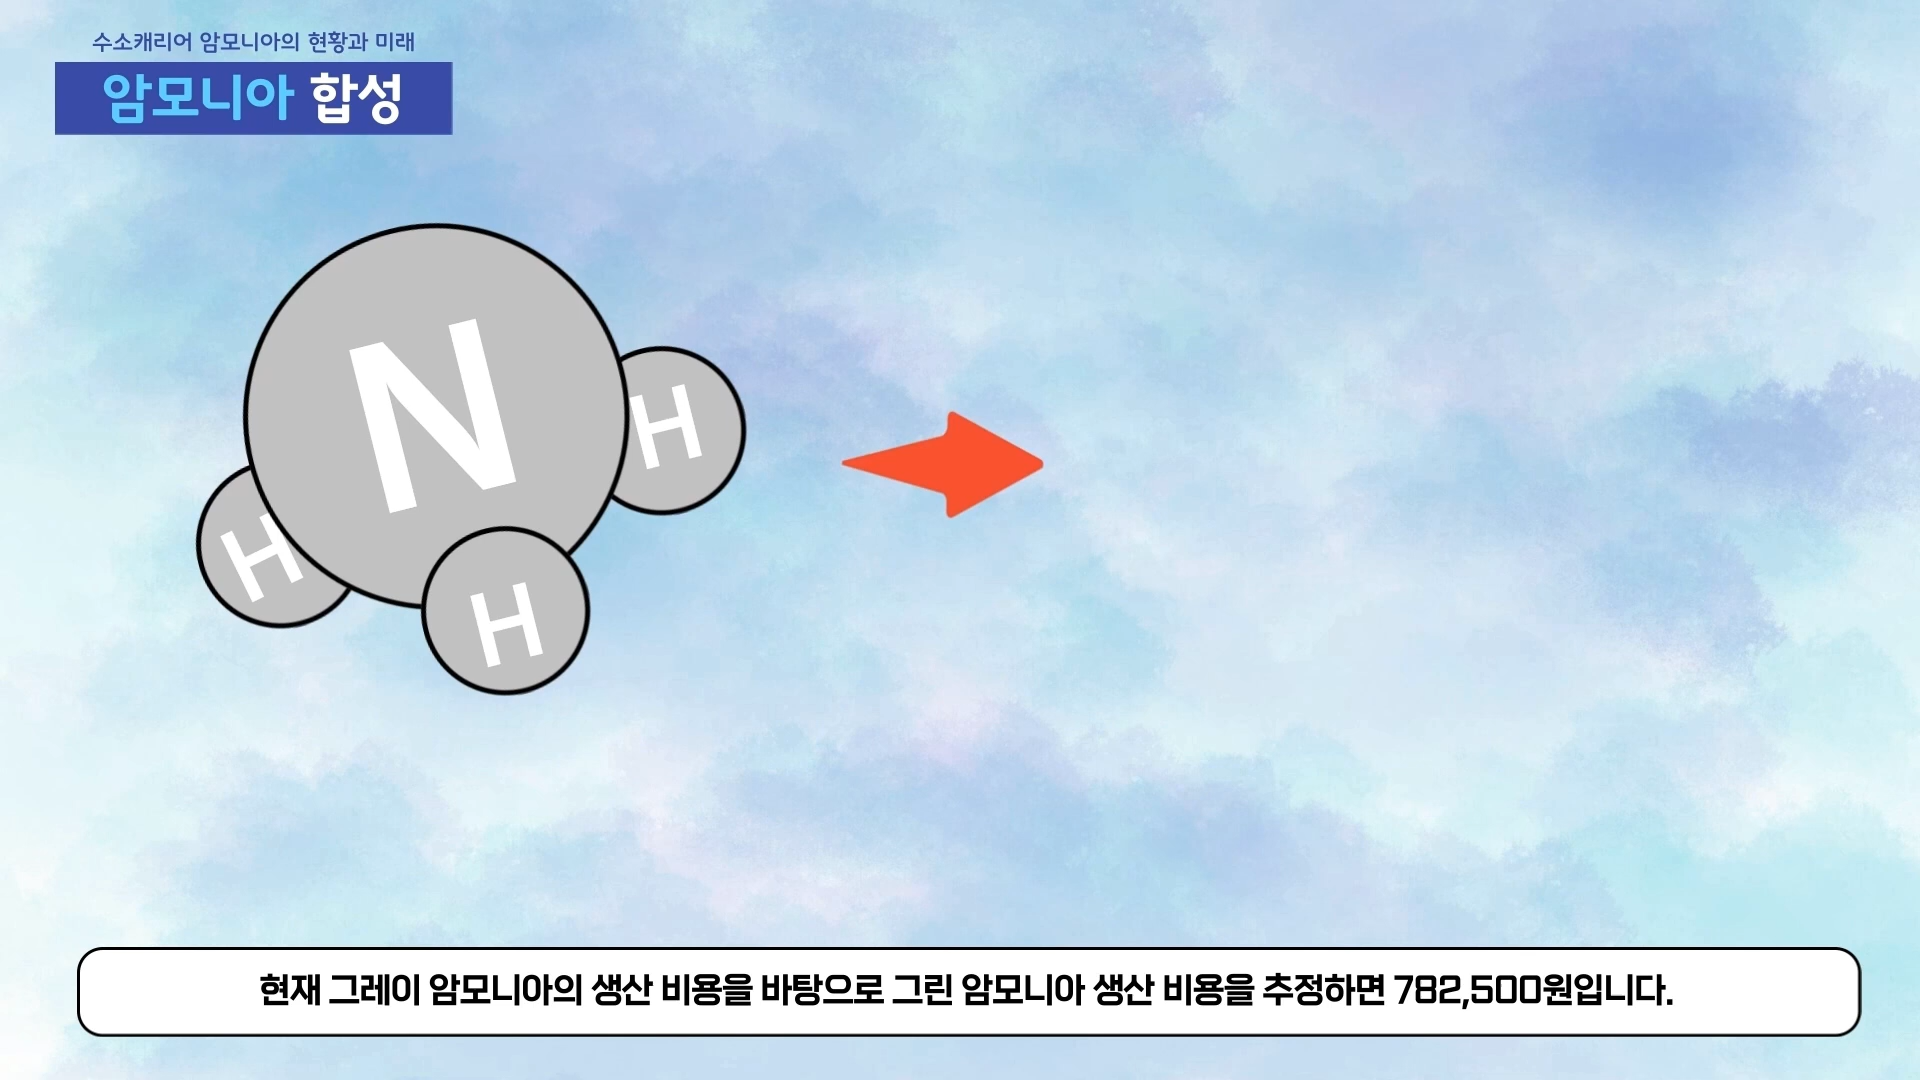 수소캐리어 암모니아의 현황과 미래
암모니아 합성
N
H
H
H
현재 그레이 암모니아의 생산 비용을 바탕으로 그린 암모니아 생산 비용을 추정하면 782,500원입니다.